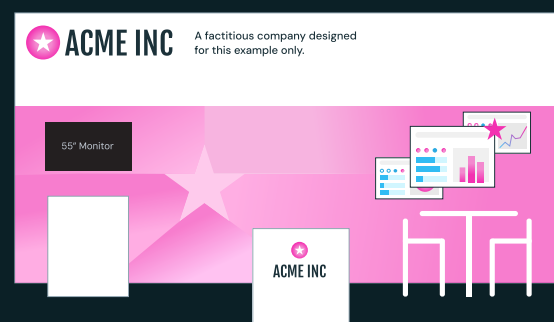 ACME INC
A factitious company designed
for this example only.
55" Monitor
ACME INC